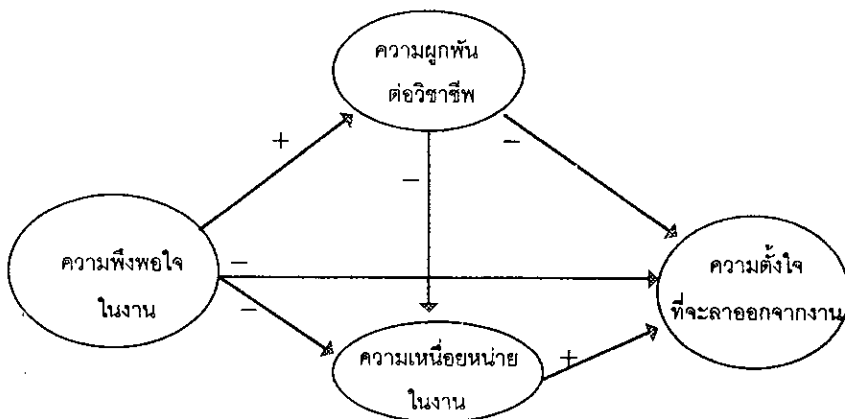 ความผูกพัน
ต่อวิชาชีพ
+
−
−
ความพึงพอใจ
ในงาน
−
−
ความตั้งใจ
ที่จะลาออกจากงาน
ความเหนื่อยหน่าย
ในงาน
+